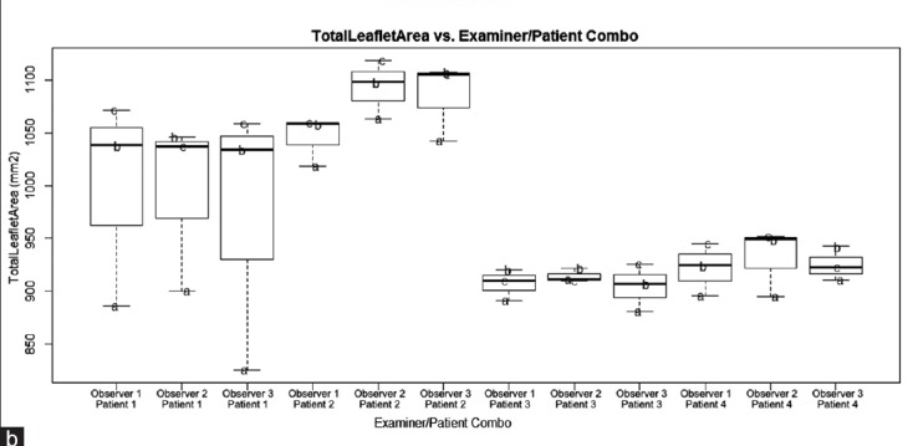 TotalLeafletArea vs. Examiner/Patient Combo
TotalLeafletArea (mm2)
1100
1050
1000
950
900
850
c
b
a
b
c
a
c
b
a
c b
a
c
b
a
b
a
b
c
a
b
a c
c
b
a
c
b
a
c
b
a
b
c
a
Observer 1 Observer 2 Observer 3 Observer 1 Observer 2 Observer 3 Observer 1 Observer 2 Observer 3 Observer 1 Observer 2 Observer 3
Patient 1 Patient 1 Patient 1 Patient 2 Patient 2 Patient 2 Patient 3 Patient 3 Patient 3 Patient 4 Patient 4 Patient 4
Examiner/Patient Combo
b